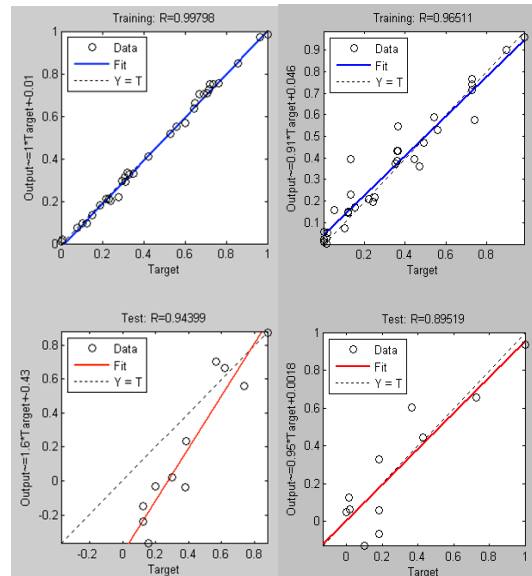 Training: R=0.99798
Output~=1*Target+0.01
1
0.8
0.6
0.4
0.2
0
Data
Fit
Y = T
0 0.2 0.4 0.6 0.8 1
Target
Training: R=0.96511
Output~=0.91*Target+0.046
0.9
0.8
0.7
0.6
0.5
0.4
0.3
0.2
0.1
Data
Fit
Y = T
0.2 0.4 0.6 0.8 1
Target
Test: R=0.94399
Output~=1.6*Target+-0.43
0.8
0.6
0.4
0.2
0
-0.2
Data
Fit
Y = T
-0.2 0 0.2 0.4 0.6 0.8
Target
Test: R=0.89519
Output~=0.95*Target+0.0018
1
0.8
0.6
0.4
0.2
0
Data
Fit
Y = T
0 0.2 0.4 0.6 0.8 1
Target